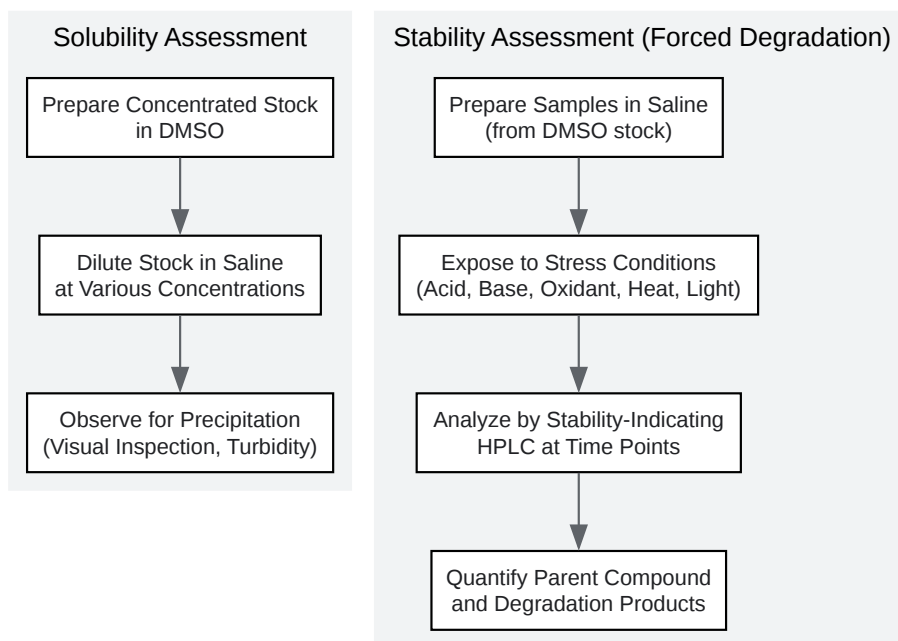 Solubility Assessment
Prepare Concentrated Stock
in DMSO
Dilute Stock in Saline
at Various Concentrations
Observe for Precipitation
(Visual Inspection, Turbidity)
Stability Assessment (Forced Degradation)
Prepare Samples in Saline
(from DMSO stock)
Expose to Stress Conditions
(Acid, Base, Oxidant, Heat, Light)
Analyze by Stability-Indicating
HPLC at Time Points
Quantify Parent Compound
and Degradation Products